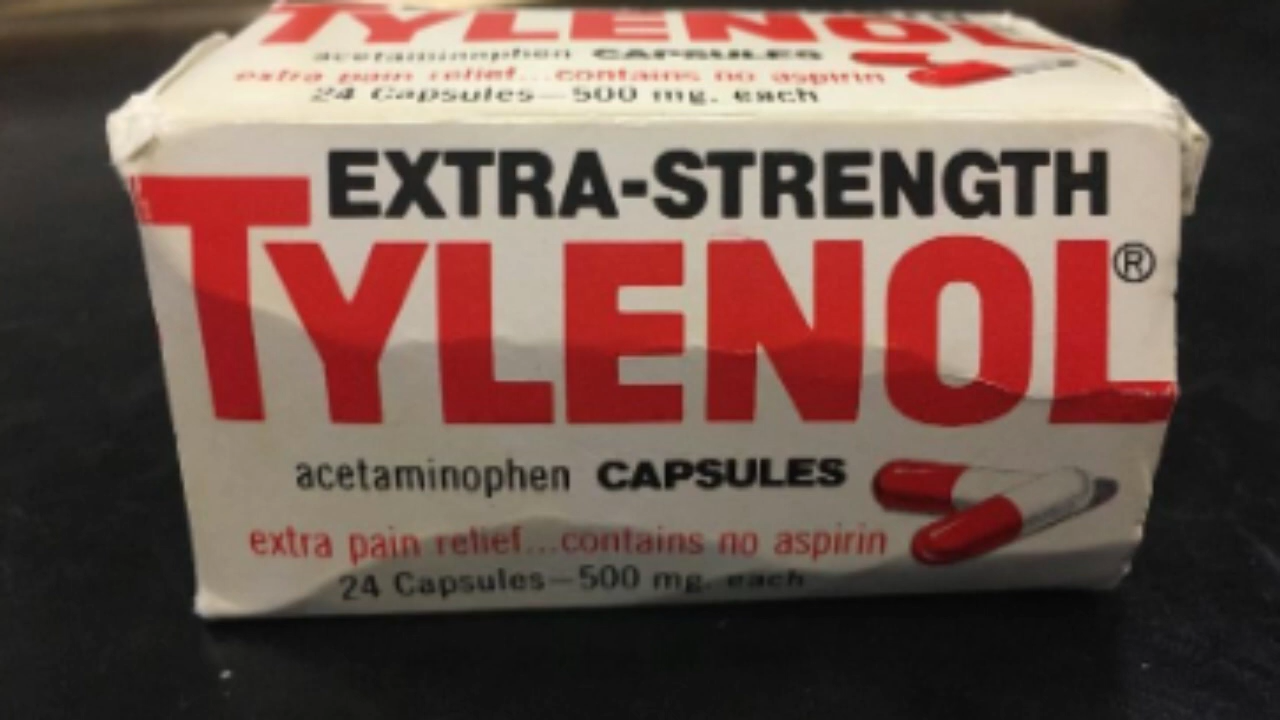 TYLENOL
acetaminophen CAPSULES
extra pain relief...contains no aspirin
24 Capsules—500 mg. each
EXTRA-STRENGTH
TYLENOL®
acetaminophen CAPSULES
extra pain relief...contains no aspirin
24 Capsules—500 mg. each